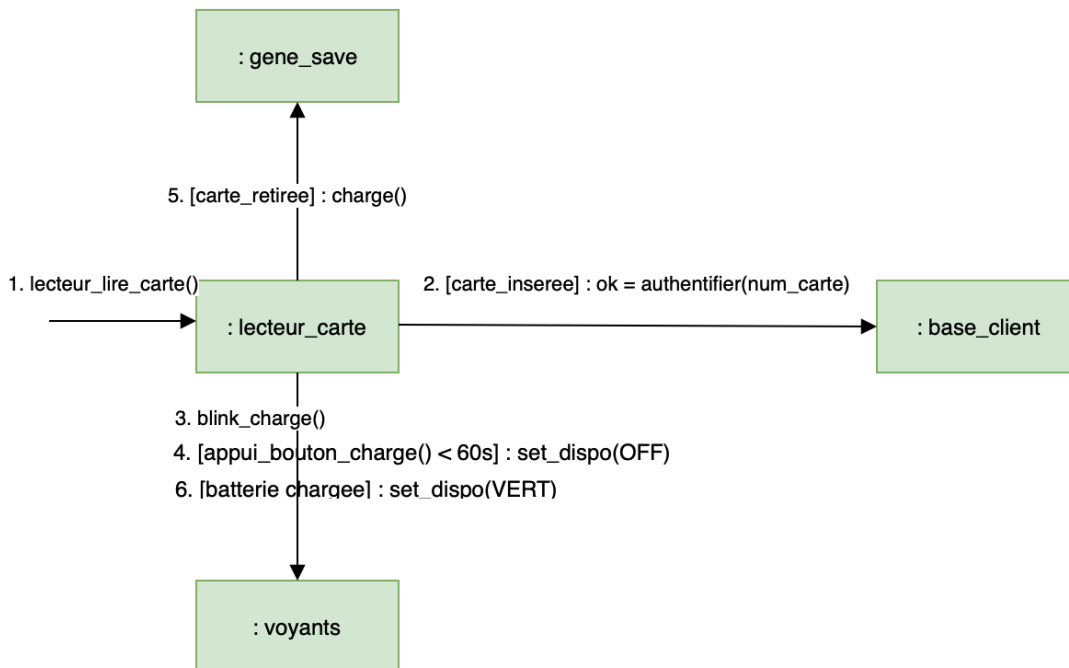 : gene_save
5. [carte_retiree] : charge()
1. lecteur_lire_carte()
2. [carte_inseree] : ok = authentifier(num_carte)
: lecteur_carte
: base_client
3. blink_charge()
4. [appui_bouton_charge() < 60s] : set_dispo(OFF)
6. [batterie chargee] : set_dispo(VERT)
: voyants